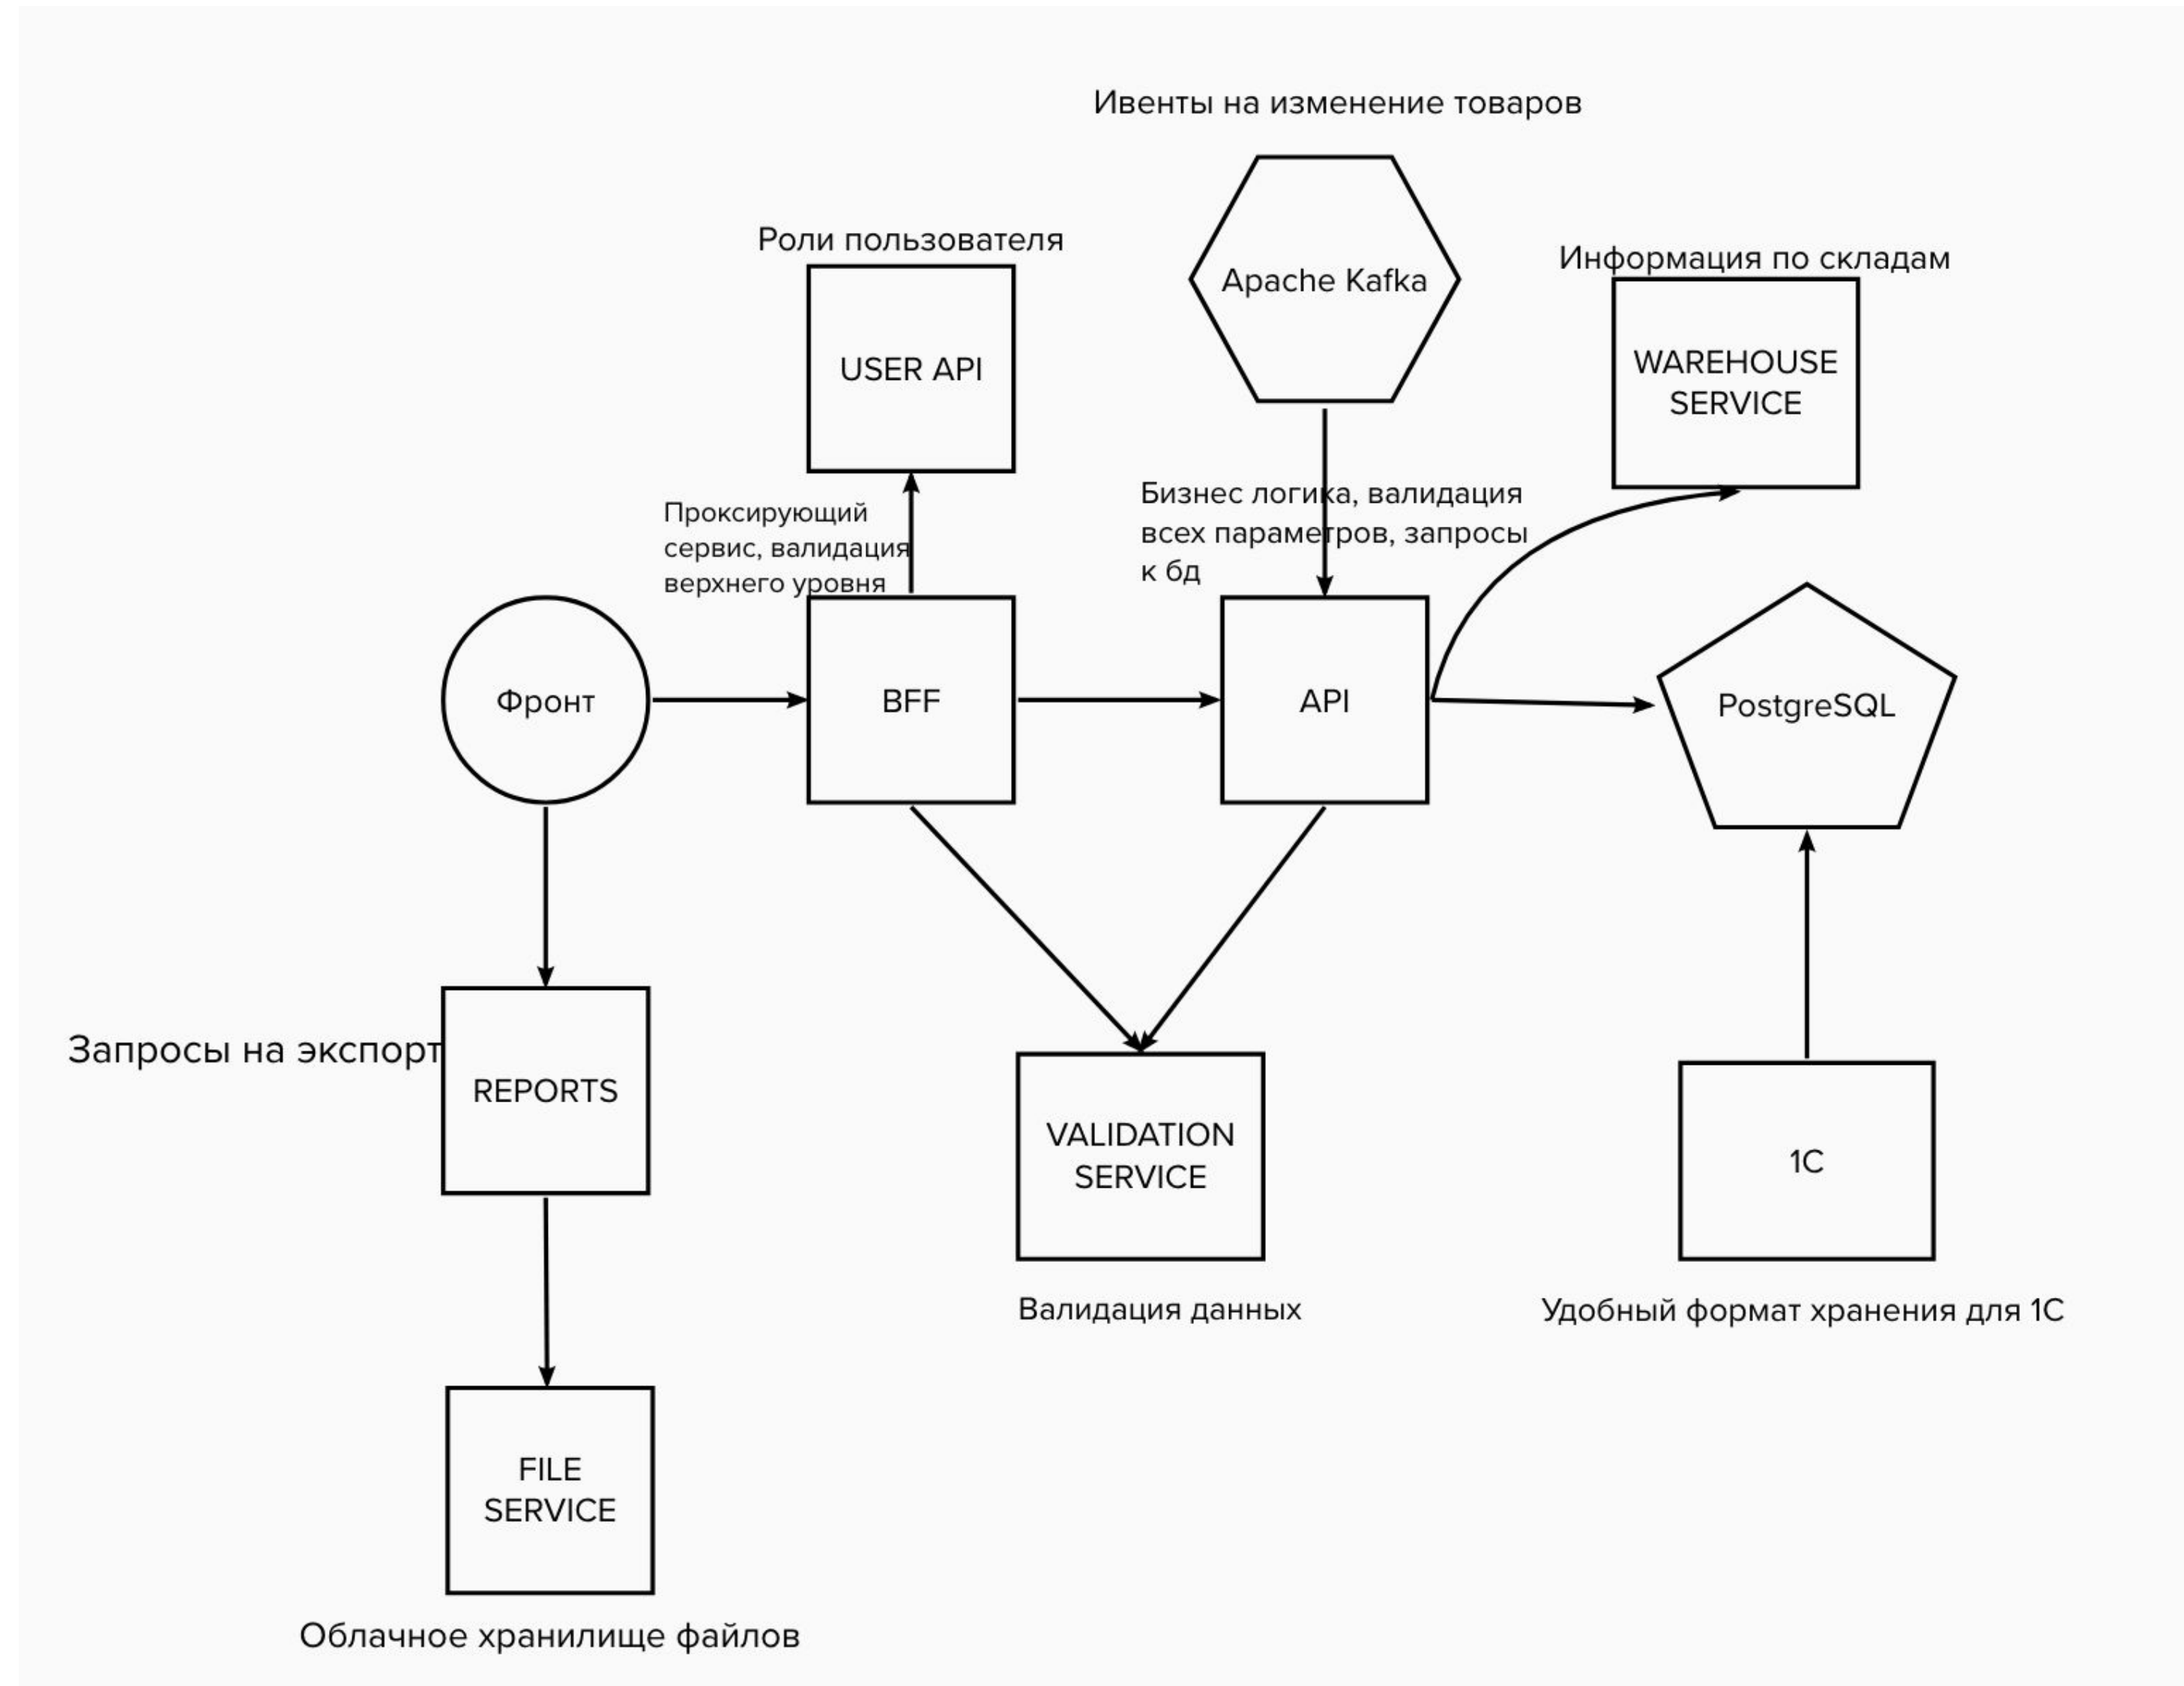 Ивенты на изменение товаров
Apache Kafka
Роли пользователя
USER API
Информация по складам
WAREHOUSE
SERVICE
Проксирующий
сервис, валидация
верхнего уровня
Бизнес логика, валидация
всех параметров, запросы
к бд
Фронт
BFF
API
PostgreSQL
Запросы на экспорт
REPORTS
VALIDATION
SERVICE
Валидация данных
1С
Удобный формат хранения для 1С
FILE
SERVICE
Облачное хранилище файлов